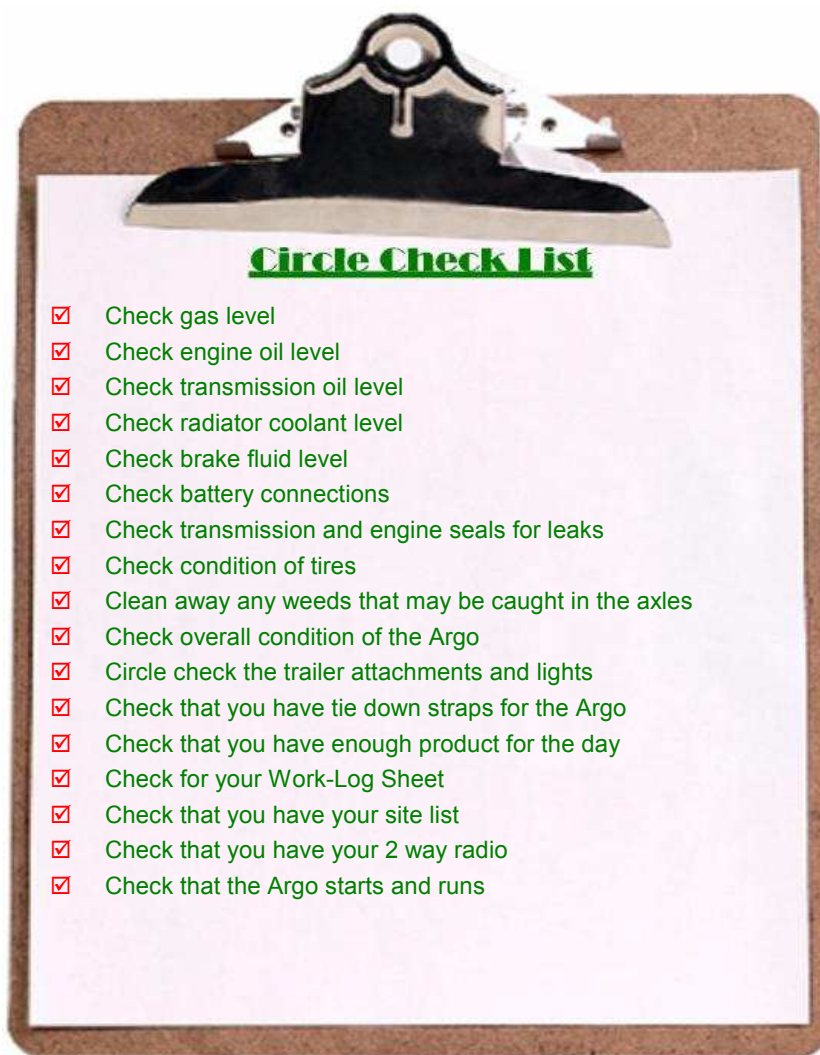 Circle Check List
☑ Check gas level
☑ Check engine oil level
☑ Check transmission oil level
☑ Check radiator coolant level
☑ Check brake fluid level
☑ Check battery connections
☑ Check transmission and engine seals for leaks
☑ Check condition of tires
☑ Clean away any weeds that may be caught in the axles
☑ Check overall condition of the Argo
☑ Circle check the trailer attachments and lights
☑ Check that you have tie down straps for the Argo
☑ Check that you have enough product for the day
☑ Check for your Work-Log Sheet
☑ Check that you have your site list
☑ Check that you have your 2 way radio
☑ Check that the Argo starts and runs